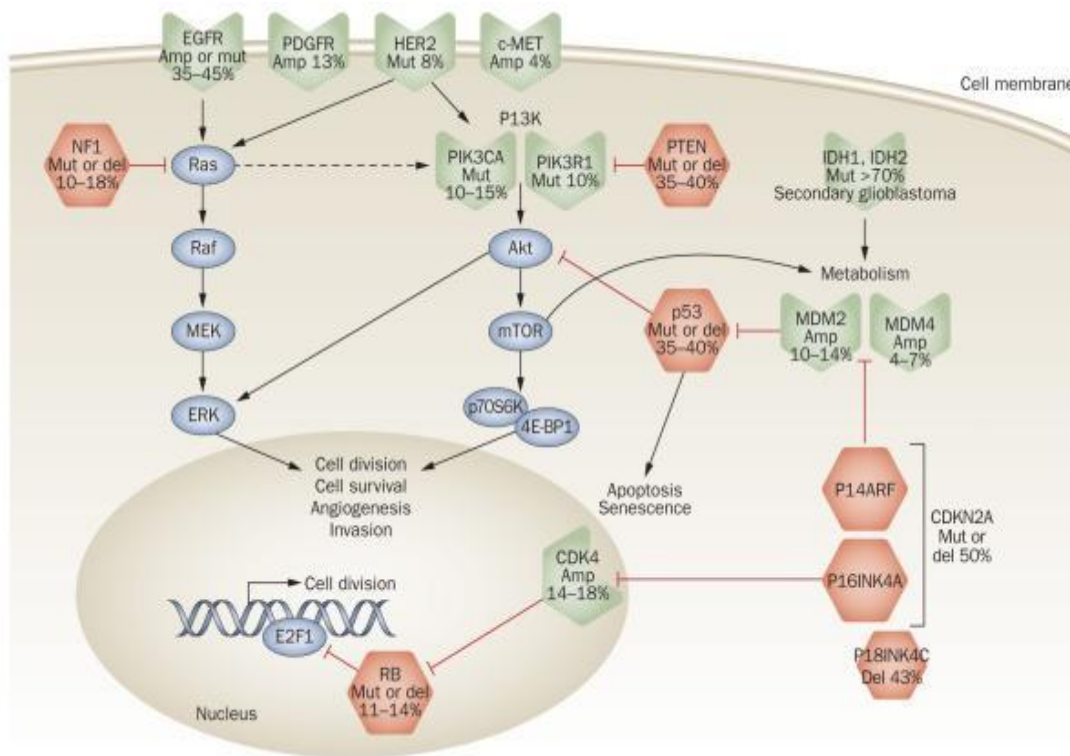 EGFR
Amp or mut
35–45%
PDGFR
Amp 13%
HER2
Mut 8%
c-MET
Amp 4%
Cell membrane
NF1
Mut or del
10–18%
Ras
P13K
PIK3CA
Mut
10–15%
PIK3R1
Mut 10%
PTEN
Mut or del
35–40%
IDH1, IDH2
Mut >70%
Secondary glioblastoma
Raf
Akt
Metabolism
MEK
mTOR
p53
Mut or del
35–40%
MDM2
Amp
10–14%
MDM4
Amp
4–7%
ERK
p70S6K
4E-BP1
Cell division
Cell survival
Angiogenesis
Invasion
Apoptosis
Senescence
P14ARF
CDKN2A
Mut or
del 50%
P16INK4A
CDK4
Amp
14–18%
Cell division
E2F1
RB
Mut or del
11–14%
P18INK4C
Del 43%
Nucleus